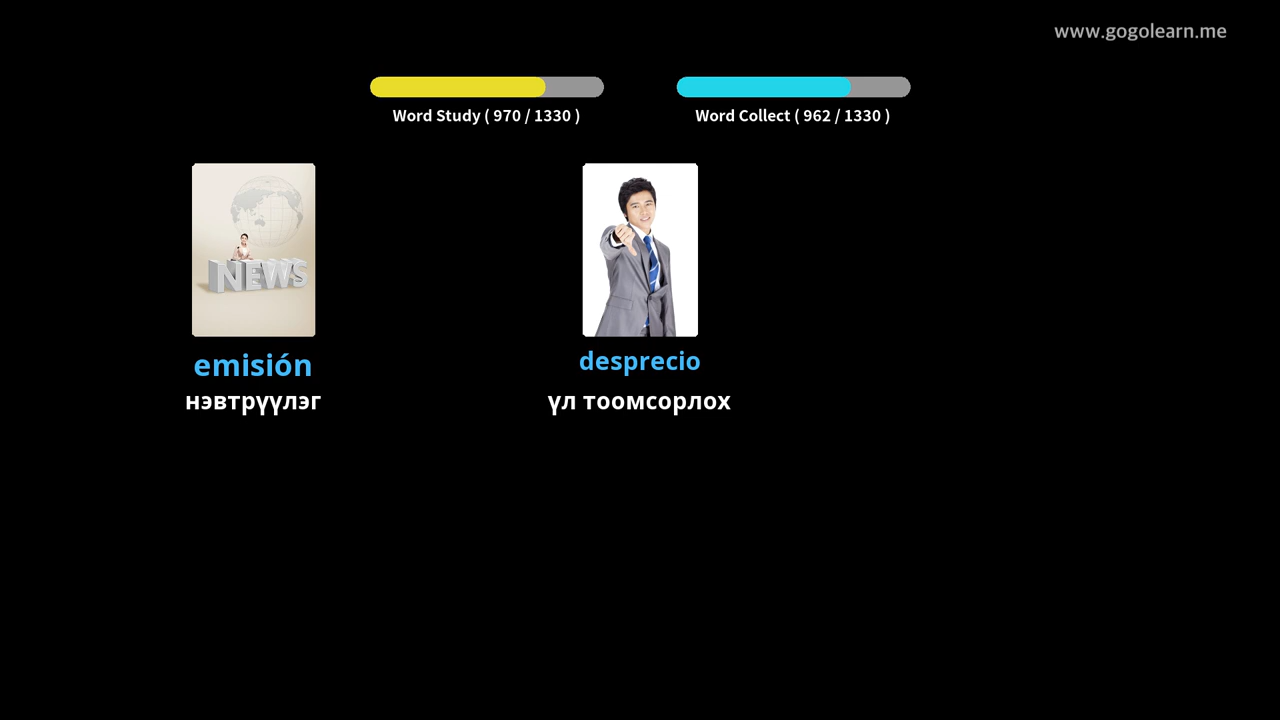 www.gogolearn.me
Word Study ( 970 / 1330 )
Word Collect ( 962 / 1330 )
NEWS
emisión
desprecio
нэвтрүүлэг
үл тоомсорлох